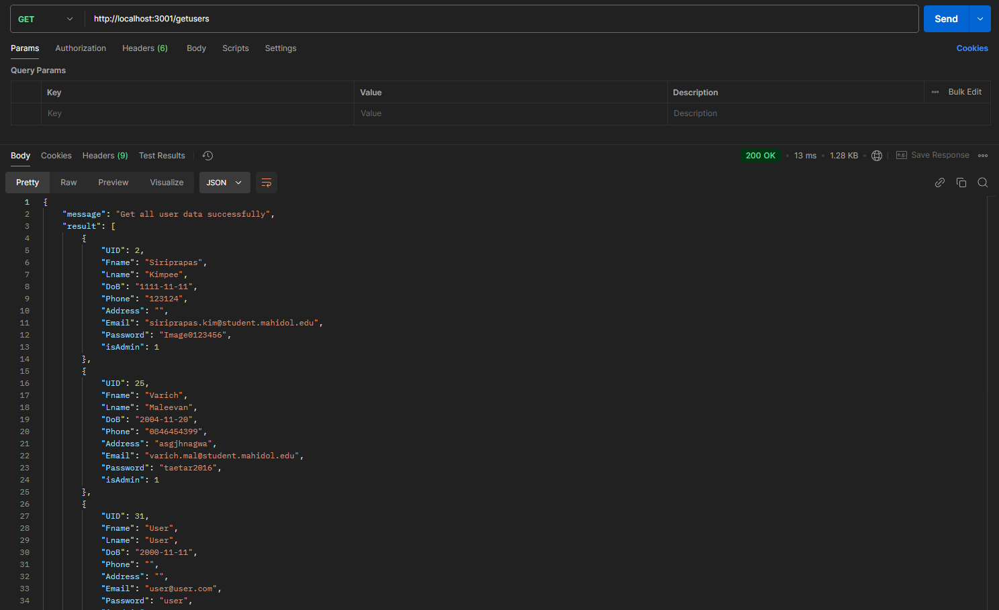 GET http://localhost:3001/getusers Send
Params Authorization Headers (6) Body Scripts Settings Cookies
Query Params
Key Value Description Bulk Edit
Key Value Description
Body Cookies Headers (9) Test Results 200 OK 13 ms 1.28 KB e.g. Save Response
Pretty Raw Preview Visualize JSON
1 {
2 "message": "Get all user data successfully",
3 "result": [
4 {
5 "UID": 2,
6 "Fname": "Siriprapas",
7 "Lname": "Kimpee",
8 "DoB": "1111-11-11",
9 "Phone": "123124",
10 "Address": "",
11 "Email": "siriprapas.kim@student.mahidol.edu",
12 "Password": "Image0123456",
13 "isAdmin": 1
14 },
15 {
16 "UID": 25,
17 "Fname": "Varich",
18 "Lname": "Maleevan",
19 "DoB": "2004-11-20",
20 "Phone": "0846454399",
21 "Address": "asgjhnagwa",
22 "Email": "varich.mal@student.mahidol.edu",
23 "Password": "taetar2016",
24 "isAdmin": 1
25 },
26 {
27 "UID": 31,
28 "Fname": "User",
29 "Lname": "User",
30 "DoB": "2000-11-11",
31 "Phone": "",
32 "Address": "",
33 "Email": "user@user.com",
34 "Password": "user",